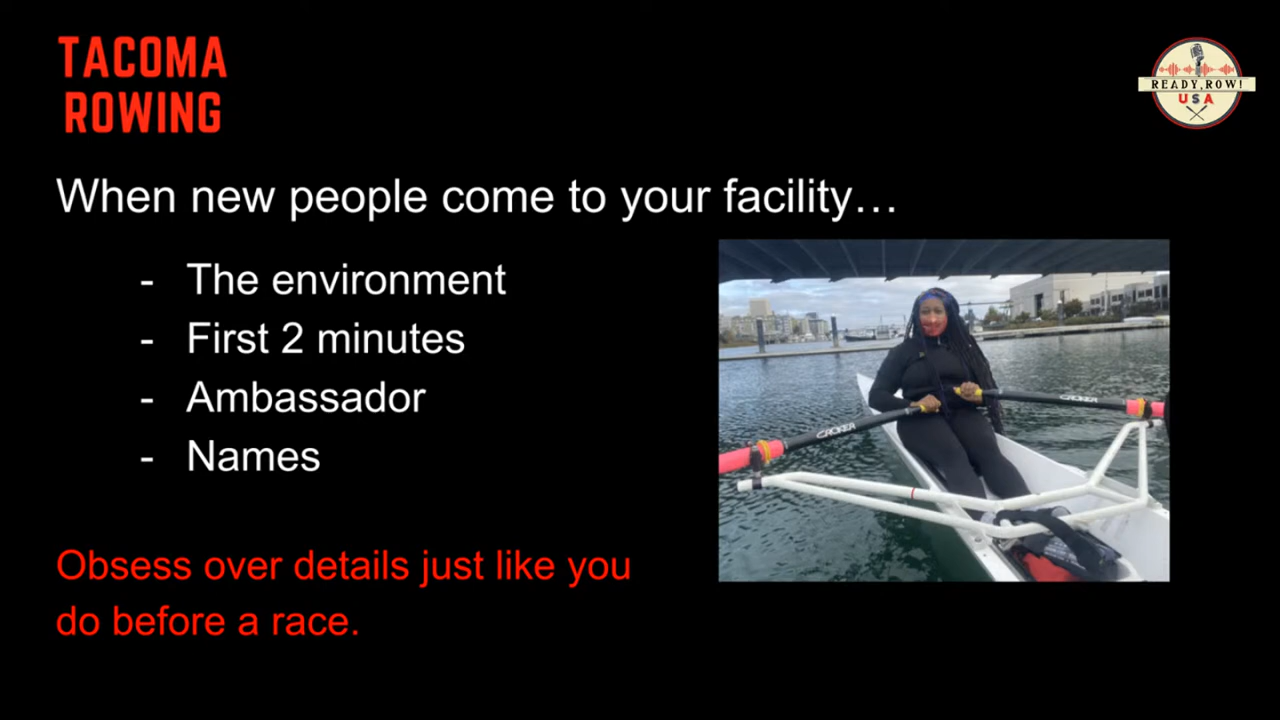 TACOMA
ROWING
READY, ROW!
USA
When new people come to your facility…
- The environment
- First 2 minutes
- Ambassador
- Names
CROKER
CROKER
Obsess over details just like you
do before a race.